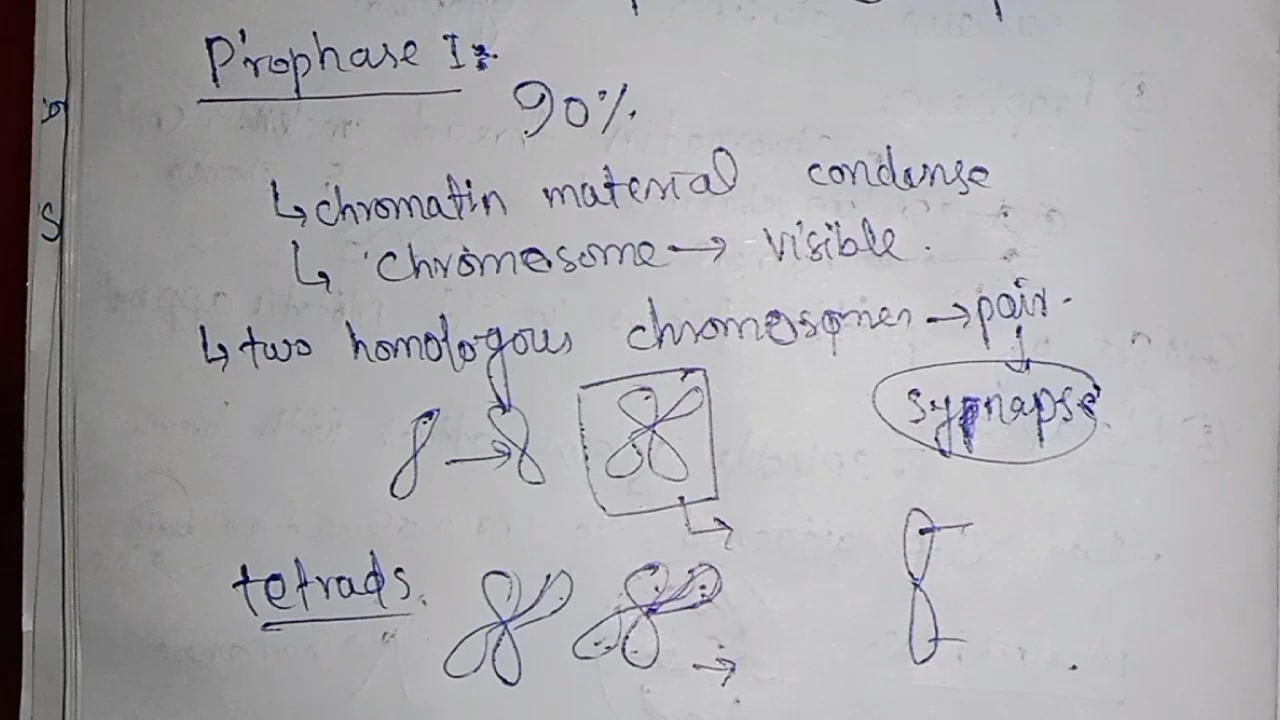 Prophase I:
90%
↳ chromatin material condense
↳ chromosome → visible.
↳ two homologous chromosomes → pair.
synapse
tetrads.